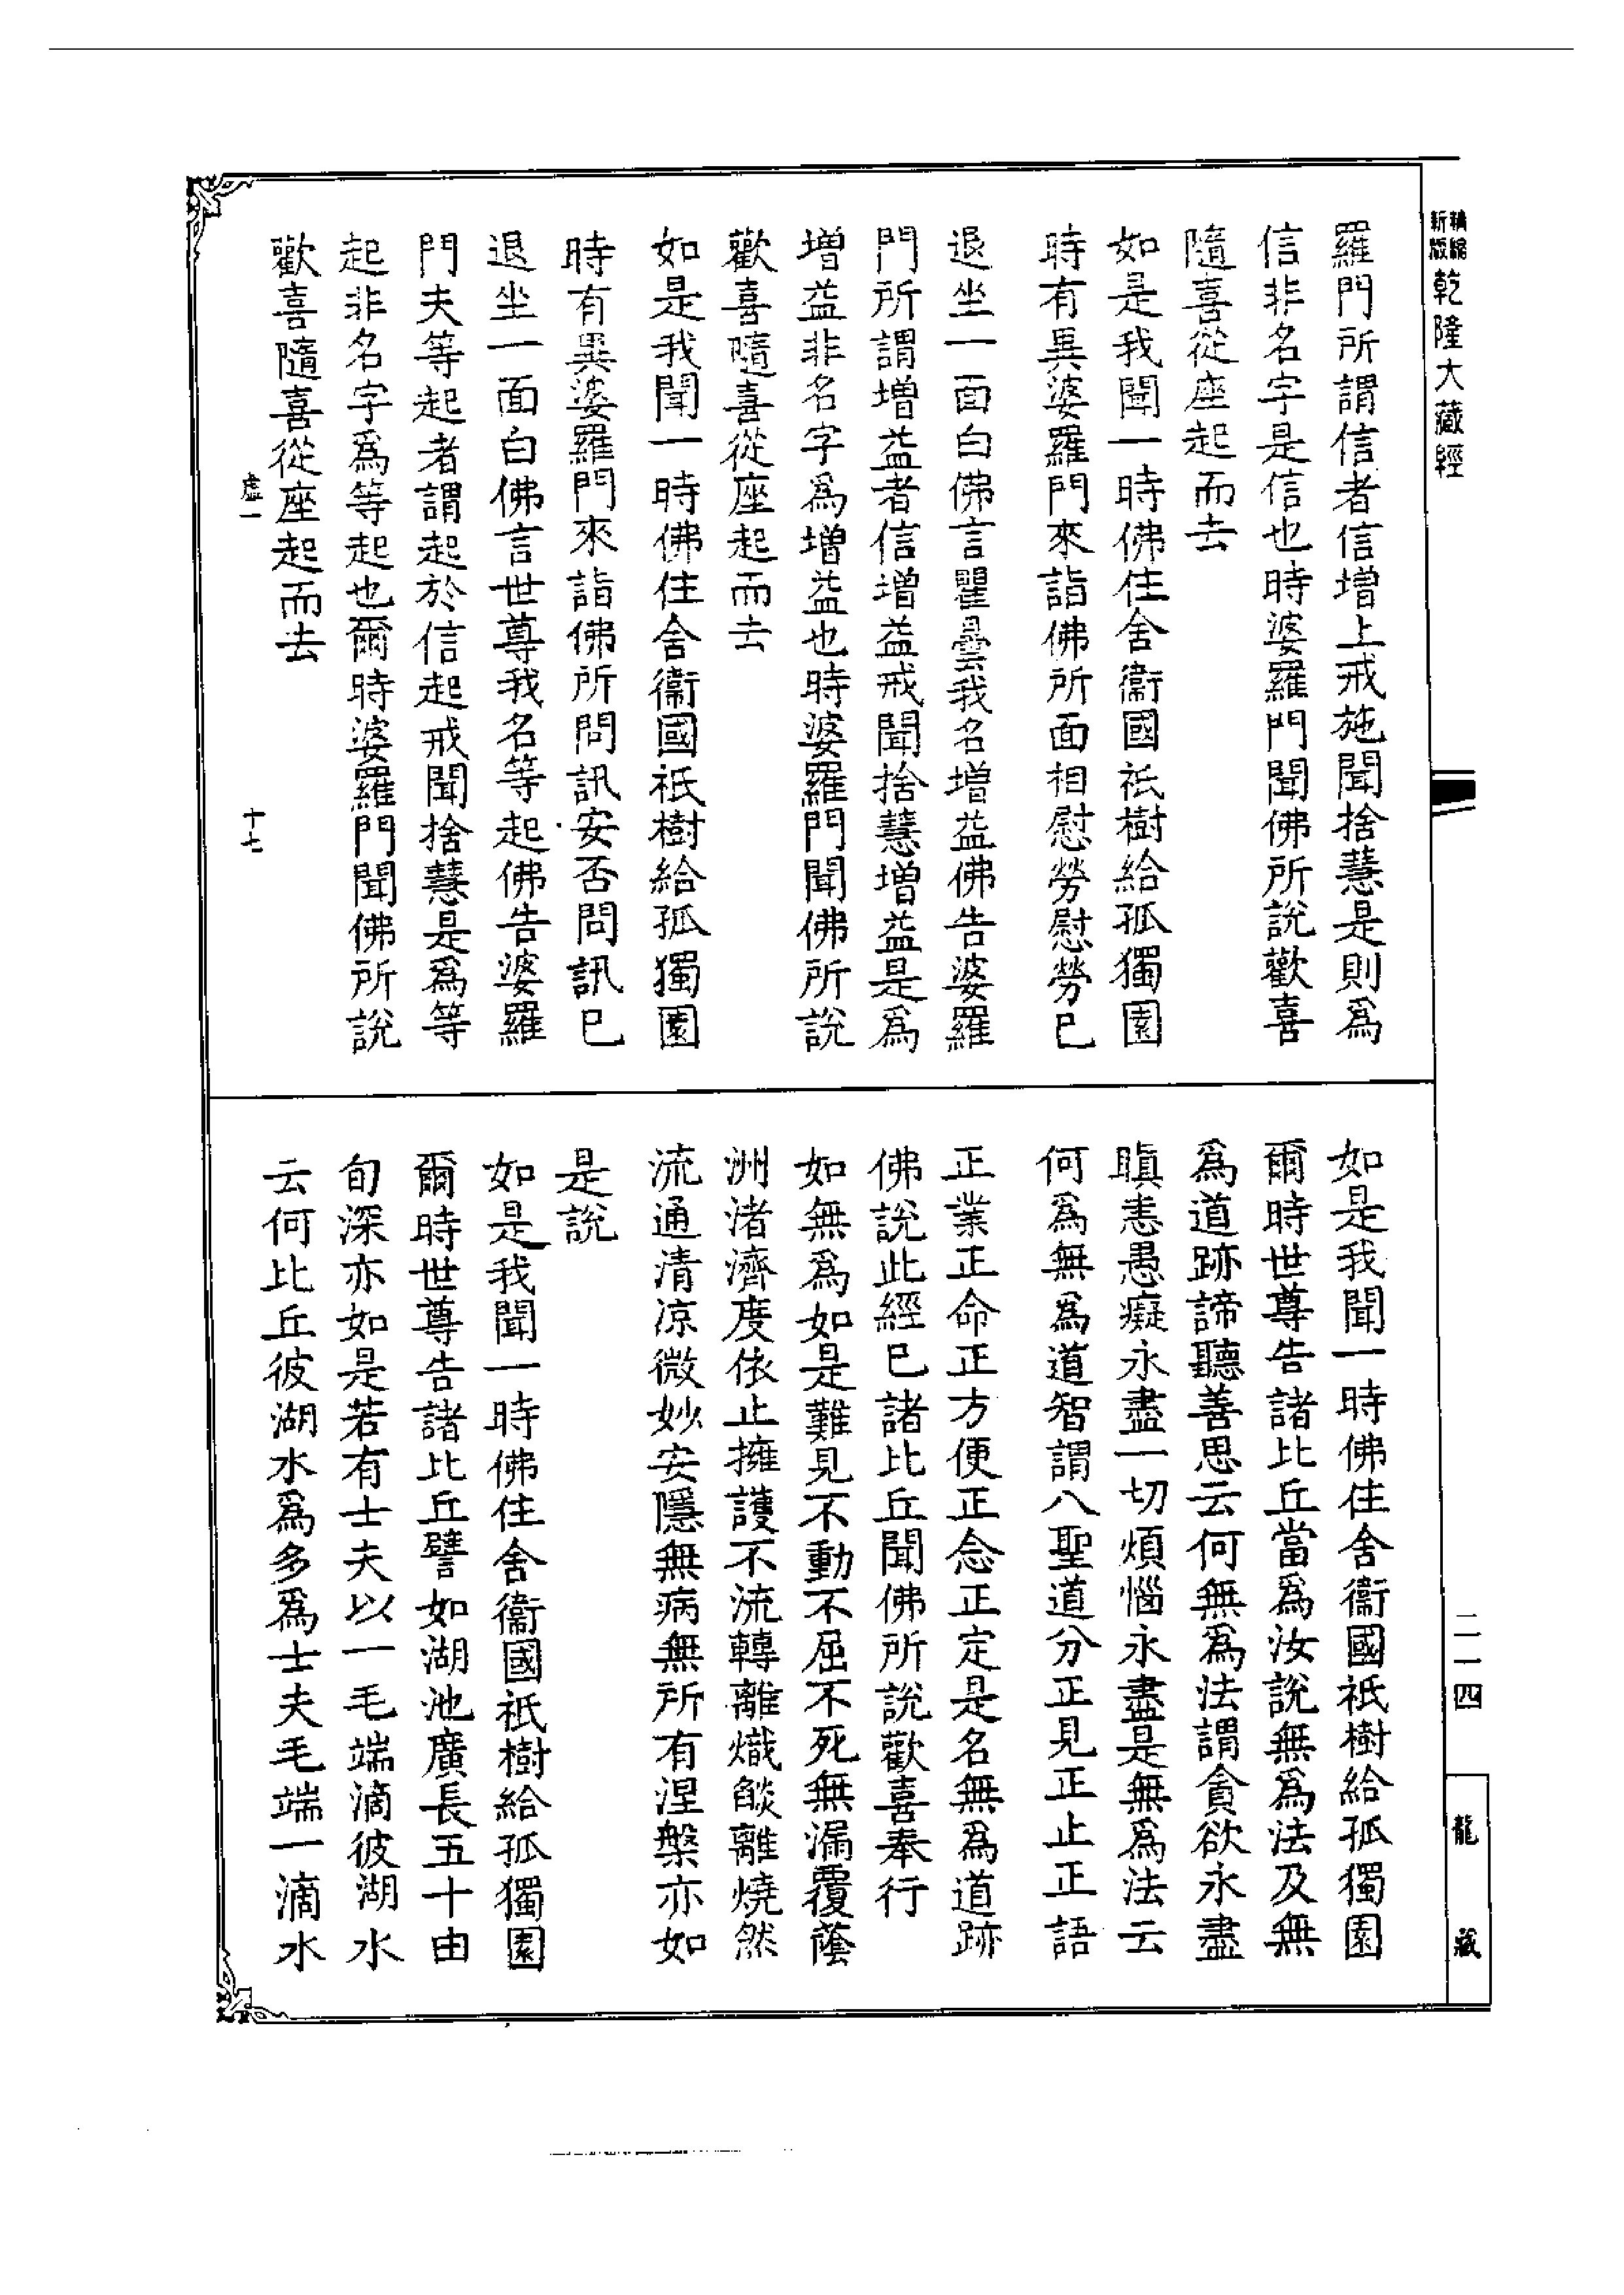 新版
精縮
乾隆大藏經
羅門所謂信者信增上戒施聞捨慧是則爲
信非名字是信也時婆羅門聞佛所說歡喜
隨喜從座起而去
如是我聞一時佛住舍衞國祇樹給孤獨園
時有異婆羅門來詣佛所面相慰勞慰勞已
退坐一面白佛言瞿曇我名增益佛告婆羅
門所謂增益者信增益戒聞捨慧增益是爲
增益非名字爲增益也時婆羅門聞佛所說
歡喜隨喜從座起而去
如是我聞一時佛住舍衞國祇樹給孤獨園
時有異婆羅門來詣佛所問訊安否問訊已
退坐一面白佛言世尊我名等起佛告婆羅
門夫等起者謂起於信起戒聞捨慧是爲等
起非名字爲等起也爾時婆羅門聞佛所說
歡喜隨喜從座起而去
虛一
十七
如是我聞一時佛住舍衞國祇樹給孤獨園
爾時世尊告諸比丘當爲汝說無爲法及無
爲道跡諦聽善思云何無爲法謂貪欲永盡
瞋恚愚癡永盡一切煩惱永盡是無爲法云
何爲無爲道智謂八聖道分正見正止正語
正業正命正方便正念正定是名無爲道跡
佛說此經已諸比丘聞佛所說歡喜奉行
如無爲如是難見不動不屈不死無漏覆蔭
洲渚濟度依止擁護不流轉離熾燄離燒然
流通清涼微妙安隱無病無所有涅槃亦如
是說
如是我聞一時佛住舍衞國祇樹給孤獨園
爾時世尊告諸比丘譬如湖池廣長五十由
旬深亦如是若有士夫以一毛端滴彼湖水
云何比丘彼湖水爲多爲士夫毛端一滴水
二一四
龍藏